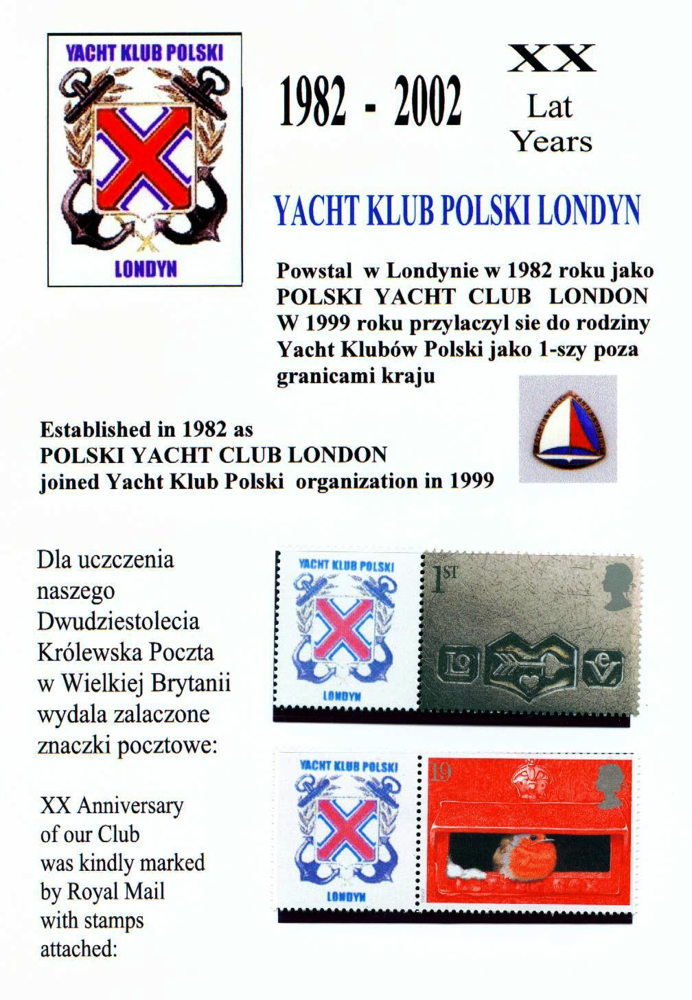 YACHT KLUB POLSKI
LONDYN
1982 - 2002
XX
Lat
Years
YACHT KLUB POLSKI LONDYN
Powstal w Londynie w 1982 roku jako
POLSKI YACHT CLUB LONDON
W 1999 roku przylaczyl sie do rodziny
Yacht Klubów Polski jako 1-szy poza
granicami kraju
Established in 1982 as
POLSKI YACHT CLUB LONDON
joined Yacht Klub Polski organization in 1999
Dla uczczenia
naszego
Dwudziestolecia
Królewska Poczta
w Wielkiej Brytanii
wydala zalaczone
znaczki pocztowe:
XX Anniversary
of our Club
was kindly marked
by Royal Mail
with stamps
attached:
YACHT KLUB POLSKI
LONDYN
1ST
Lo
ve
YACHT KLUB POLSKI
LONDYN
19